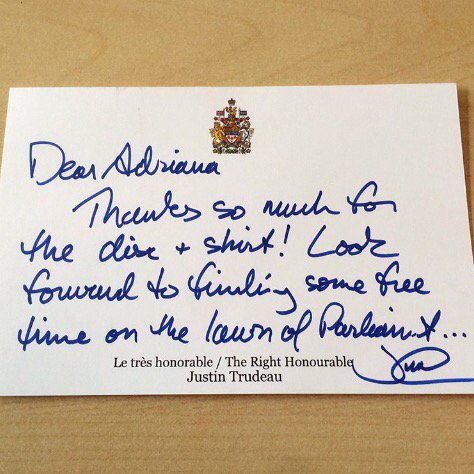 Dear Adriana
Thanks so much for
the disc + shirt! Look
forward to finding some free
time on the lawn of Parliam't...
Le très honorable / The Right Honourable
Justin Trudeau